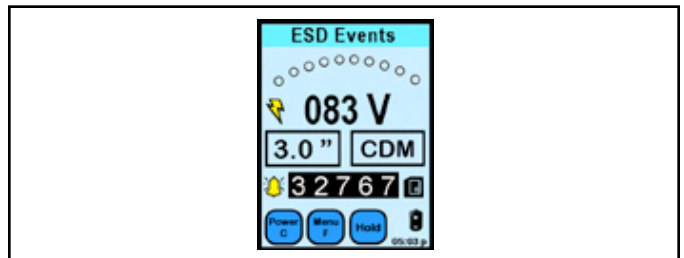 ESD Events
083 V
3.0 ” CDM
32767
Power C Menu F Hold
05:03 p